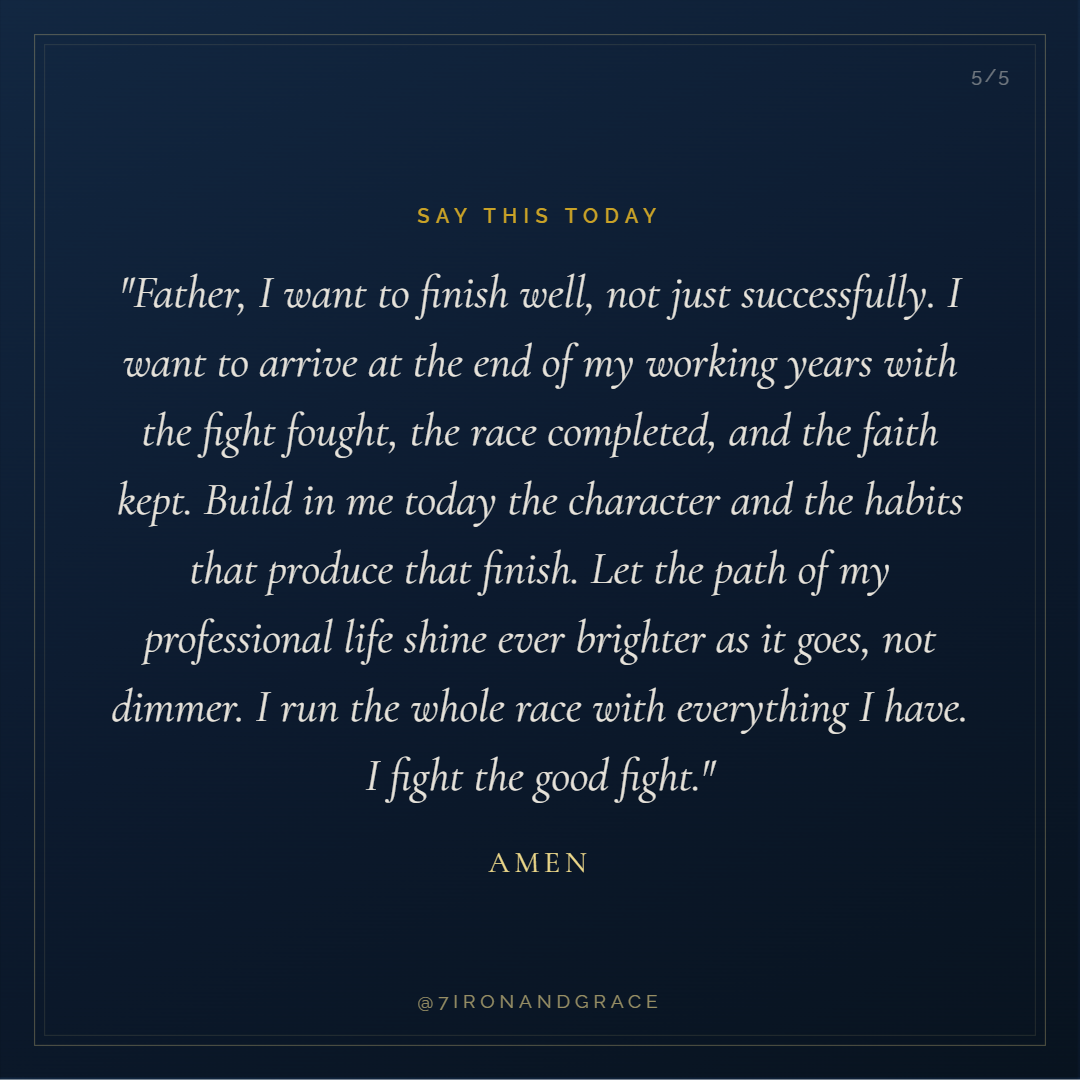 5/5
SAY THIS TODAY
"Father, I want to finish well, not just successfully. I
want to arrive at the end of my working years with
the fight fought, the race completed, and the faith
kept. Build in me today the character and the habits
that produce that finish. Let the path of my
professional life shine ever brighter as it goes, not
dimmer. I run the whole race with everything I have.
I fight the good fight."
AMEN
@7IRONANDGRACE